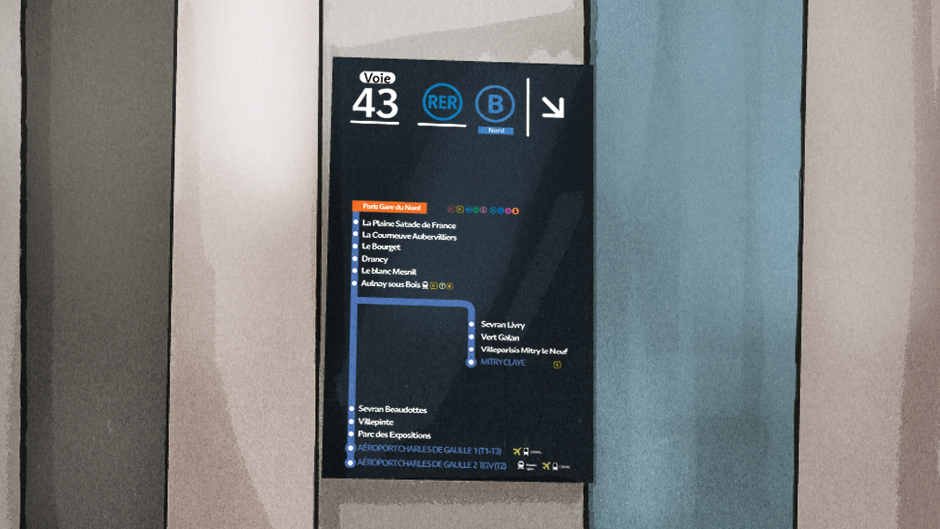 Voie
43
RER
B
Nord
Paris Gare du Nord
La Plaine Satade de France
La Courneuve Aubervilliers
Le Bourget
Drancy
Le blanc Mesnil
Aulnay sous Bois
Sevran Livry
Vert Galan
Villeparisis Mitry le Neuf
MITRY CLAYE
Sevran Beaudottes
Villepinte
Parc des Expositions
AÉROPORT CHARLES DE GAULLE 1 (T1-T3)
AÉROPORT CHARLES DE GAULLE 2 TGV (T2)